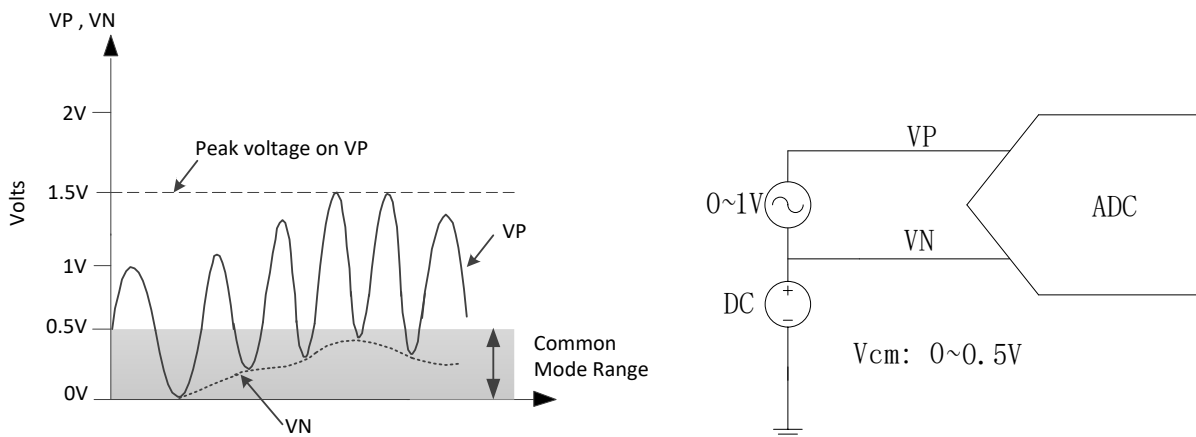 VP , VN
Volts
2V
Peak voltage on VP
1.5V
VP
1V
0.5V
Common
Mode Range
0V
VN
VP
0~1V
ADC
VN
DC
+
−
Vcm: 0~0.5V